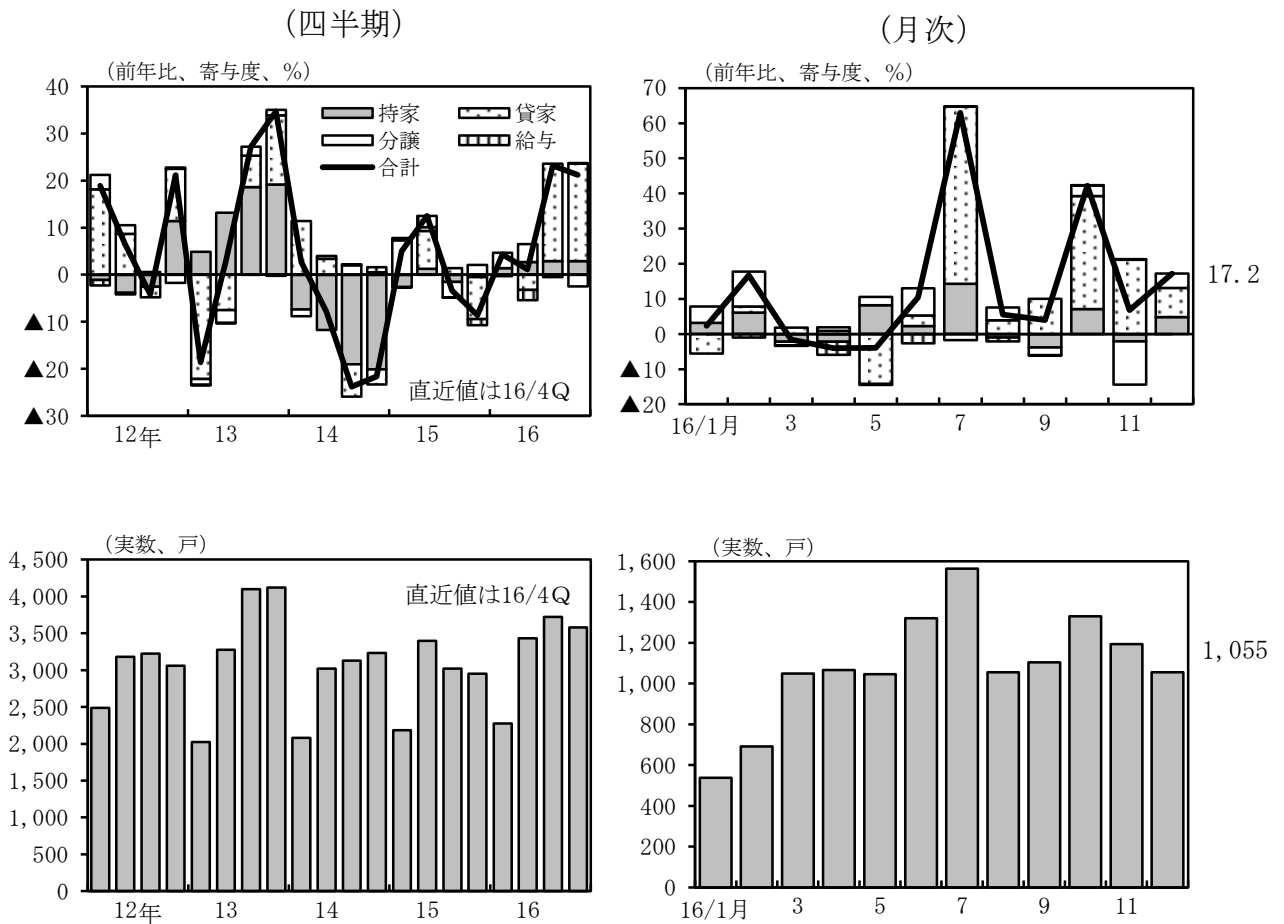 (四半期)
(前年比、寄与度、%)
40
30
20
10
0
▲ 10
▲ 20
▲ 30
持家
貸家
分譲
給与
合計
直近値は16/4Q
12年 13 14 15 16
(月次)
(前年比、寄与度、%)
70
60
50
40
30
20
10
0
▲ 10
▲ 20
17.2
16/1月 3 5 7 9 11
(実数、戸)
4,500
4,000
3,500
3,000
2,500
2,000
1,500
1,000
500
0
直近値は16/4Q
12年 13 14 15 16
(実数、戸)
1,600
1,400
1,200
1,000
800
600
400
200
0
1,055
16/1月 3 5 7 9 11